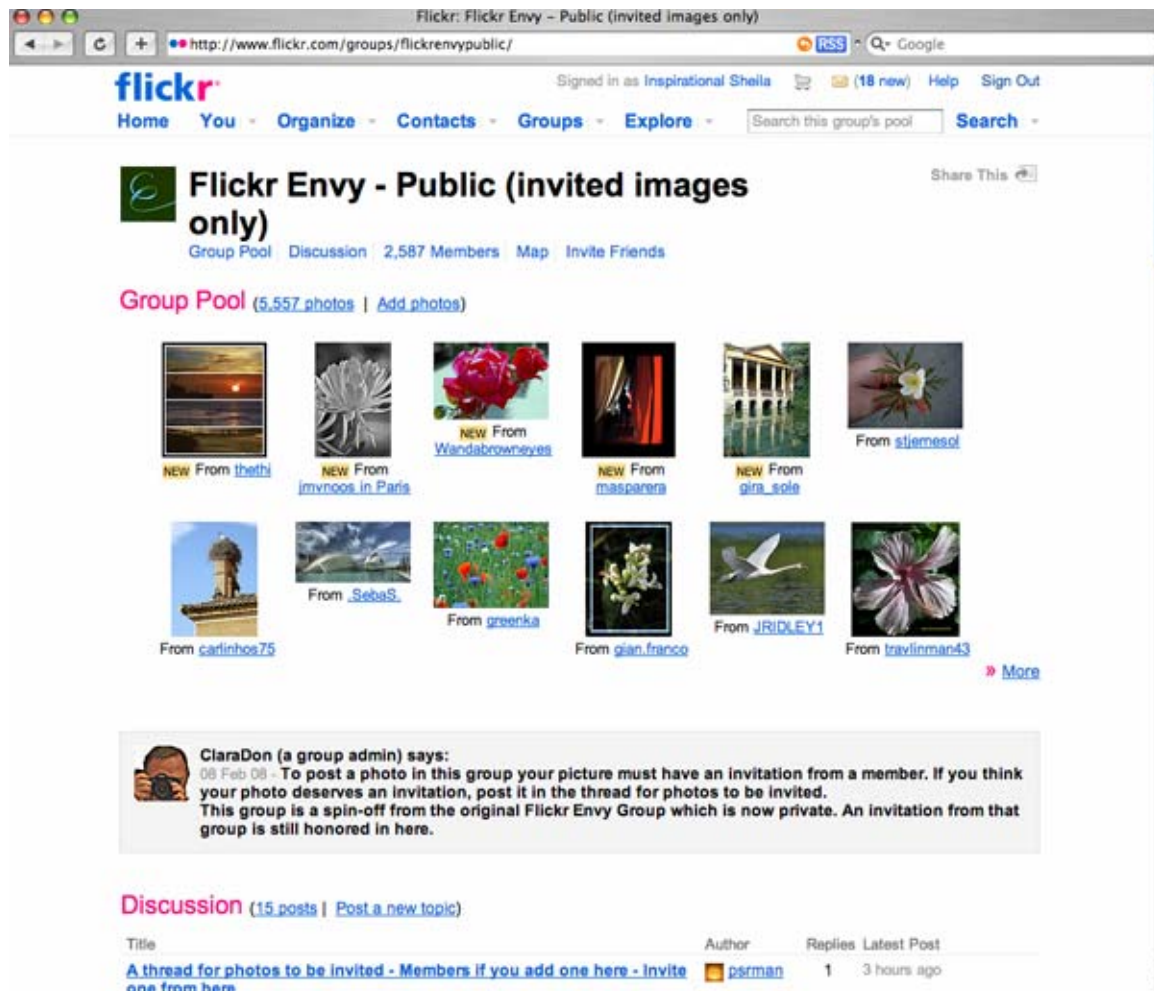 Flickr: Flickr Envy – Public (invited images only)
http://www.flickr.com/groups/flickrenvypublic/ RSS Google
flickr
Signed in as Inspirational Sheila (18 new) Help Sign Out
Home You Organize Contacts Groups Explore Search this group's pool Search
Flickr Envy - Public (invited images
only)
Share This
Group Pool Discussion 2,587 Members Map Invite Friends
Group Pool (5,557 photos | Add photos)
NEW From thethi
NEW From
jmvnoos in Paris
NEW From
Wandabrowneyes
NEW From
masparera
NEW From
gira_sole
From stjernesol
From carlinhos75
From .SebaS.
From greenka
From gian.franco
From JRIDLEY1
From travlinman43
» More
ClaraDon (a group admin) says:
08 Feb 08 - To post a photo in this group your picture must have an invitation from a member. If you think
your photo deserves an invitation, post it in the thread for photos to be invited.
This group is a spin-off from the original Flickr Envy Group which is now private. An invitation from that
group is still honored in here.
Discussion (15 posts | Post a new topic)
Title Author Replies Latest Post
A thread for photos to be invited - Members if you add one here - Invite
one from here
psrman 1 3 hours ago